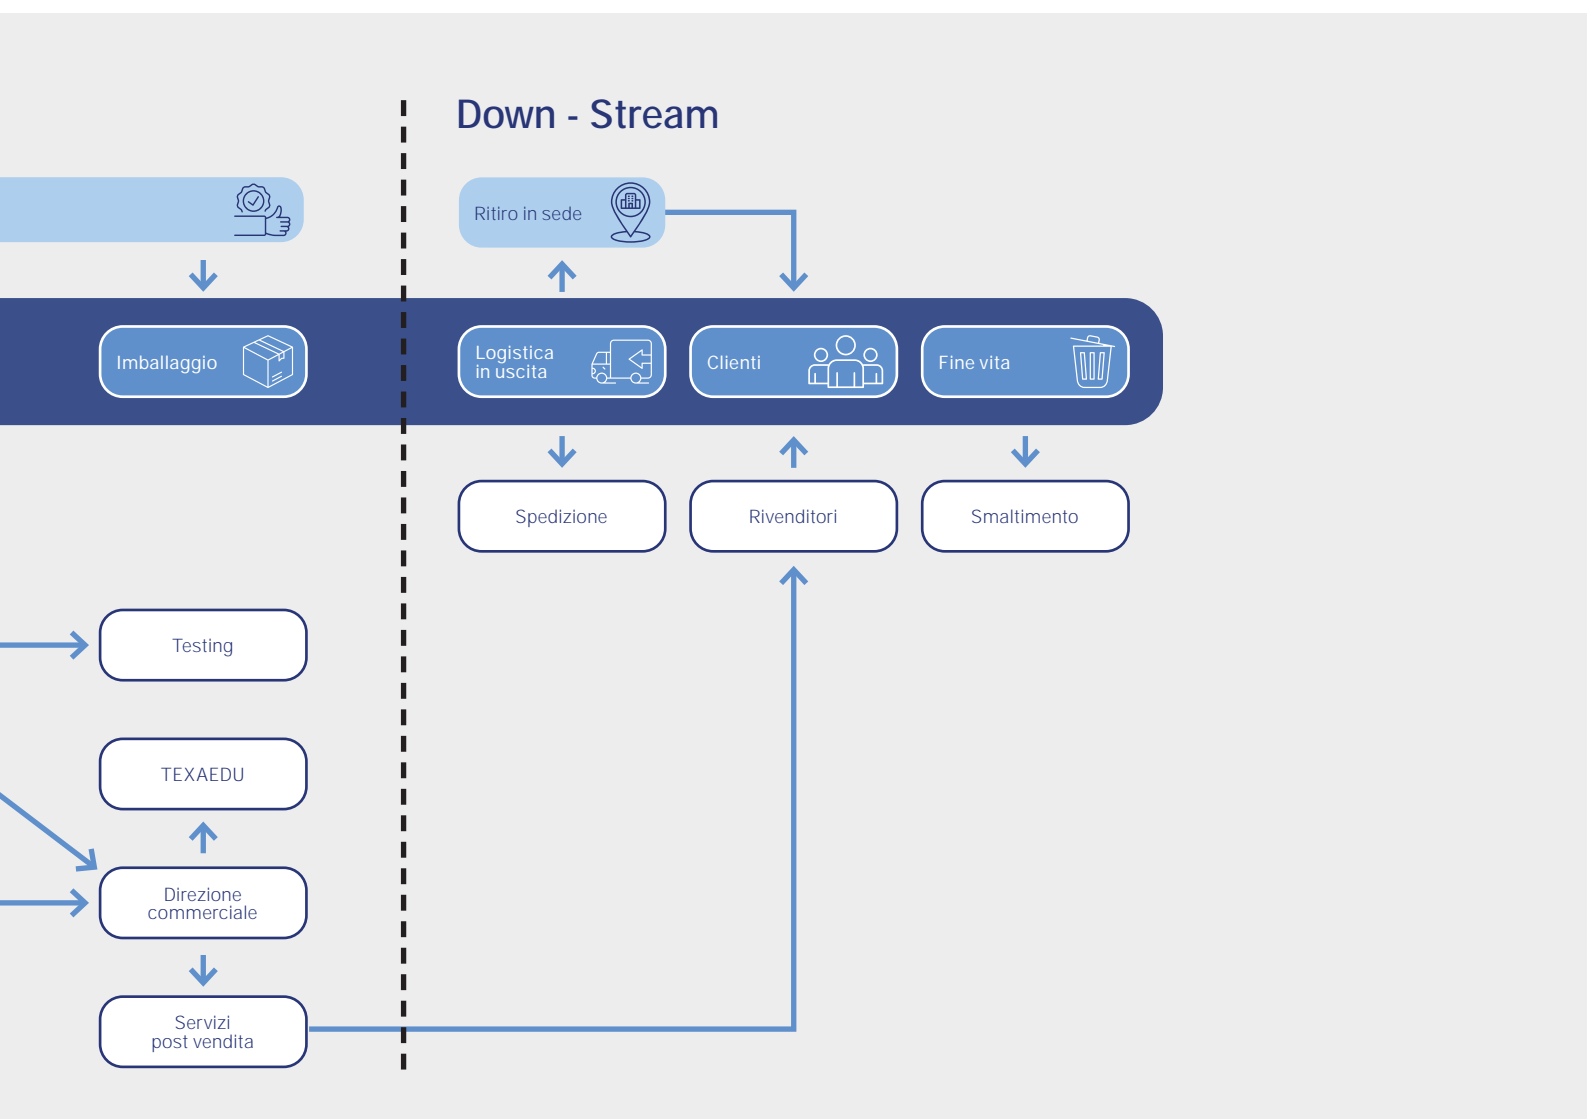 Down - Stream
Ritiro in sede
Imballaggio
Logistica
in uscita
Clienti
Fine vita
Spedizione
Rivenditori
Smaltimento
Testing
TEXAEDU
Direzione
commerciale
Servizi
post vendita